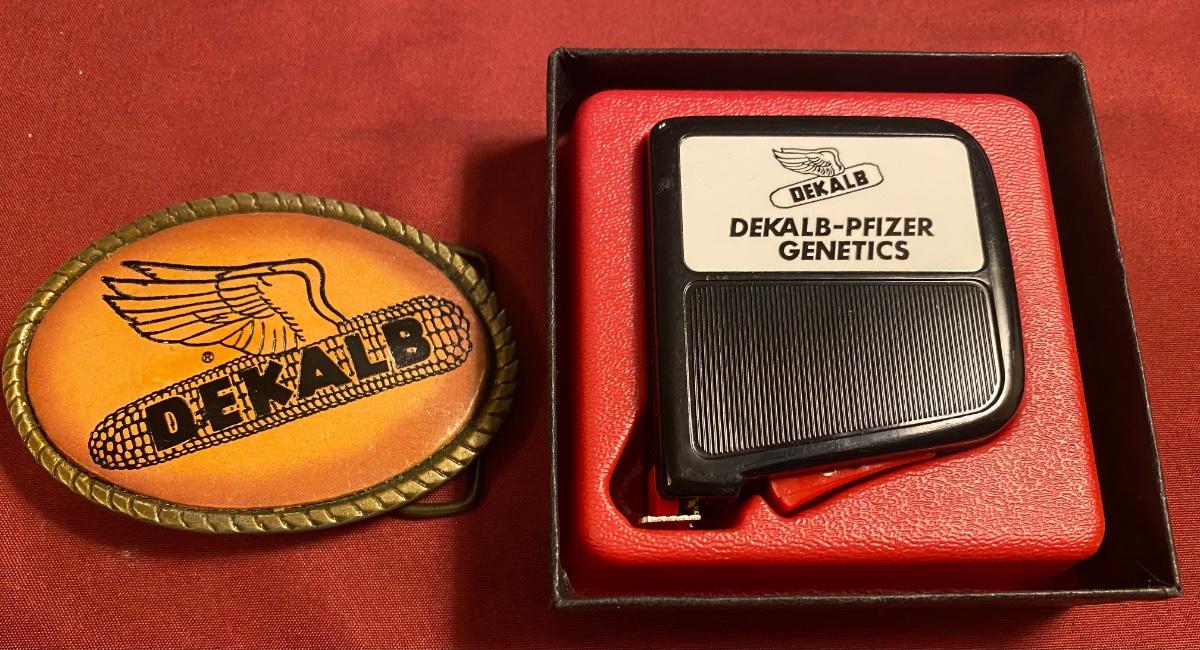 DEKALB
®
DEKALB
DEKALB-PFIZER
GENETICS